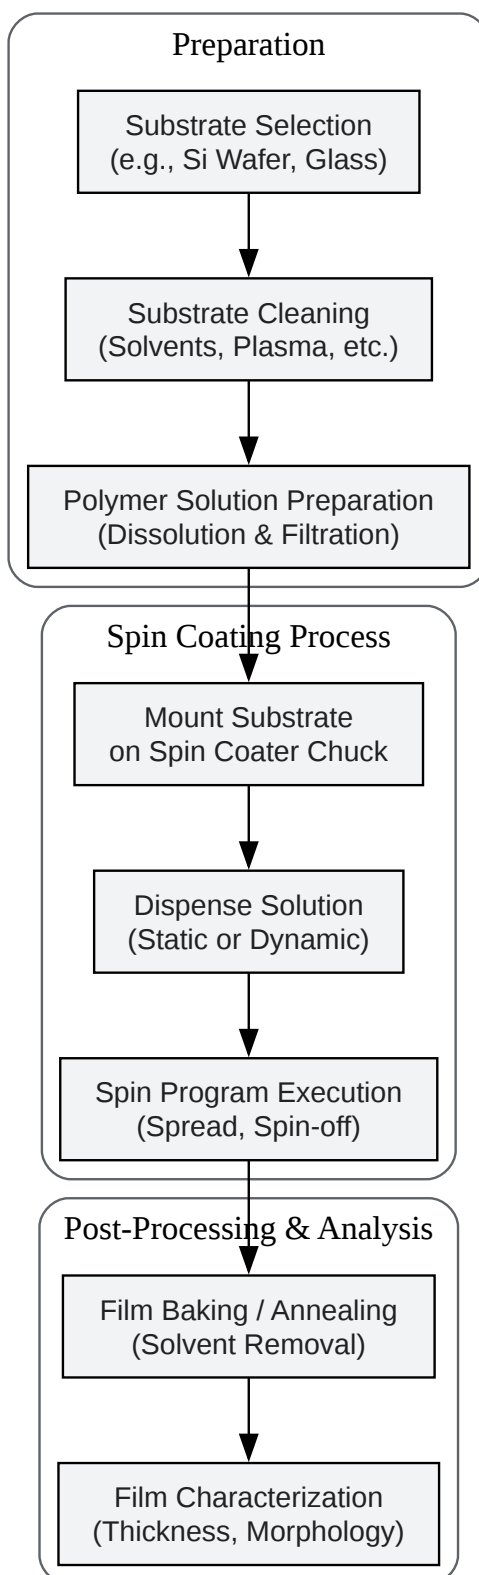 Preparation
Substrate Selection
(e.g., Si Wafer, Glass)
Substrate Cleaning
(Solvents, Plasma, etc.)
Polymer Solution Preparation
(Dissolution & Filtration)
Spin Coating Process
Mount Substrate
on Spin Coater Chuck
Dispense Solution
(Static or Dynamic)
Spin Program Execution
(Spread, Spin-off)
Post-Processing & Analysis
Film Baking / Annealing
(Solvent Removal)
Film Characterization
(Thickness, Morphology)